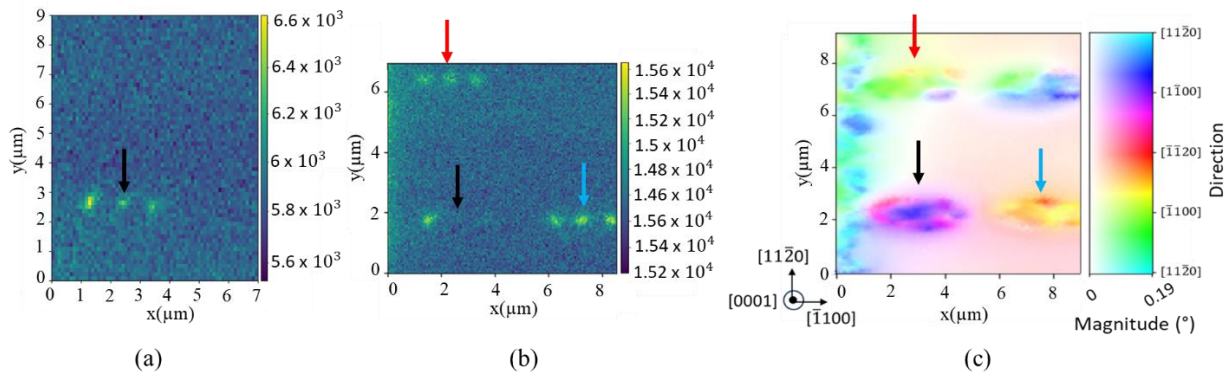 9
8
7
6
5
4
3
2
1
0
y(μm)
0 1 2 3 4 5 6 7
x(μm)
6.6 x 10³
6.4 x 10³
6.2 x 10³
6 x 10³
5.8 x 10³
5.6 x 10³
(a)
6
4
2
0
y(μm)
0 2 4 6 8
x(μm)
1.56 x 10⁴
1.54 x 10⁴
1.50 x 10⁴
1.48 x 10⁴
1.46 x 10⁴
1.56 x 10⁴
1.54 x 10⁴
1.52 x 10⁴
(b)
8
6
4
2
0
y(μm)
0 2 4 6 8
x(μm)
[112̄0]
[0001]
[1̄100]
[112̄0]
[11̄00]
[1̄1̄20]
[1̄100]
[112̄0]
Direction
0
0.19
Magnitude (°)
(c)